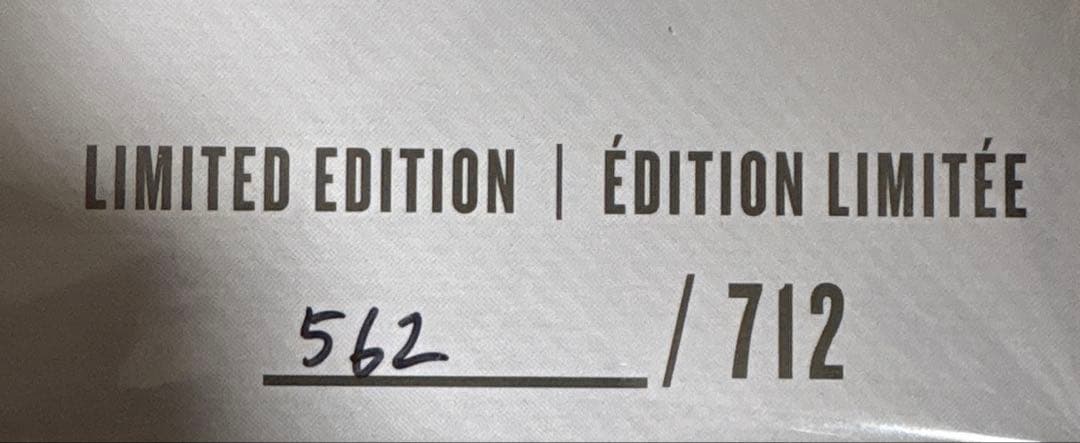 LIMITED EDITION | ÉDITION LIMITÉE
562 / 712